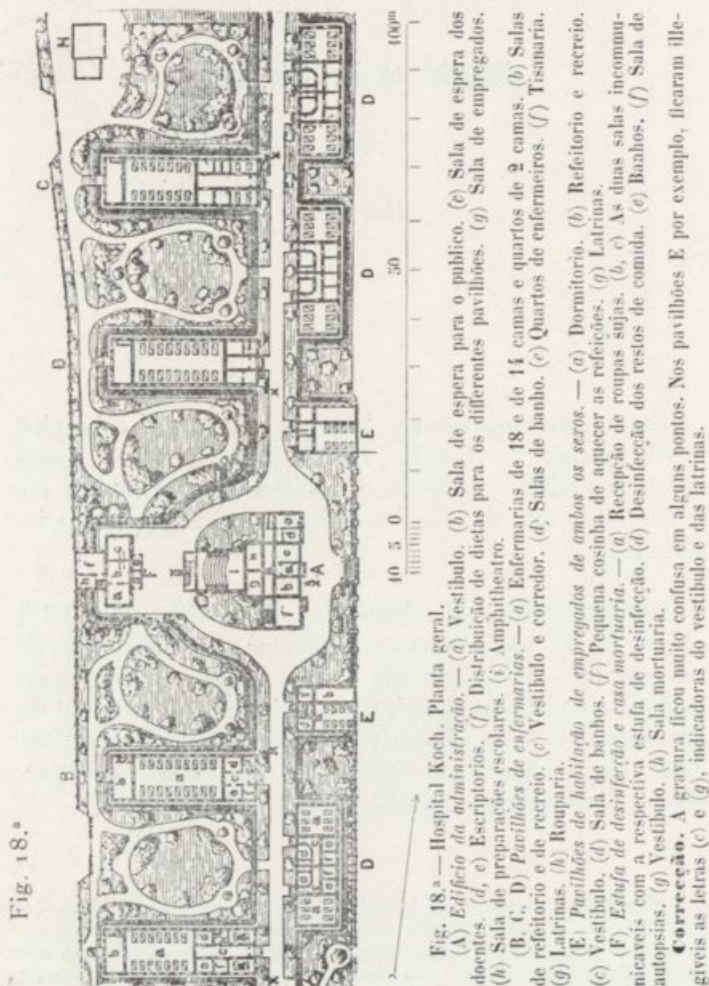 Fig. 18.ª
B
B
C
N
D
E
F
A
E
D
D
10 5 0
50
100m
Fig. 18.ª — Hospital Koch. Planta geral.
(A) Edificio da administração. — (a) Vestibulo. (b) Sala de espera para o publico. (c) Sala de espera dos
doentes. (d, e) Escriptorios. (f) Distribuição de dietas para os differentes pavilhões. (g) Sala de empregados.
(h) Sala de preparações escolares. (i) Amphitheatro.
(B, C, D) Pavilhões de enfermarias. — (a) Enfermarias de 18 e de 14 camas e quartos de 2 camas. (b) Salas
de refeitorio e de recreio. (c) Vestibulo e corredor. (d) Salas de banho. (e) Quartos de enfermeiros. (f) Tisanaria.
(g) Latrinas. (h) Rouparia.
(E) Pavilhões de habitação de empregados de ambos os sexos. — (a) Dormitorio. (b) Refeitorio e recreio.
(c) Vestibulo. (d) Sala de banhos. (f) Pequena cosinha de aquecer as refeições. (g) Latrinas.
(F) Estufa de desinfecção e casa mortuaria. — (a) Recepção de roupas sujas. (b, c) As duas salas incommu-
nicaveis com a respectiva estufa de desinfecção. (d) Desinfecção dos restos de comida. (e) Banhos. (f) Sala de
autopsias. (g) Vestibulo. (h) Sala mortuaria.
Correcção. A gravura ficou muito confusa em alguns pontos. Nos pavilhões E por exemplo, ficaram ille-
giveis as letras (c) e (g), indicadoras do vestibulo e das latrinas.